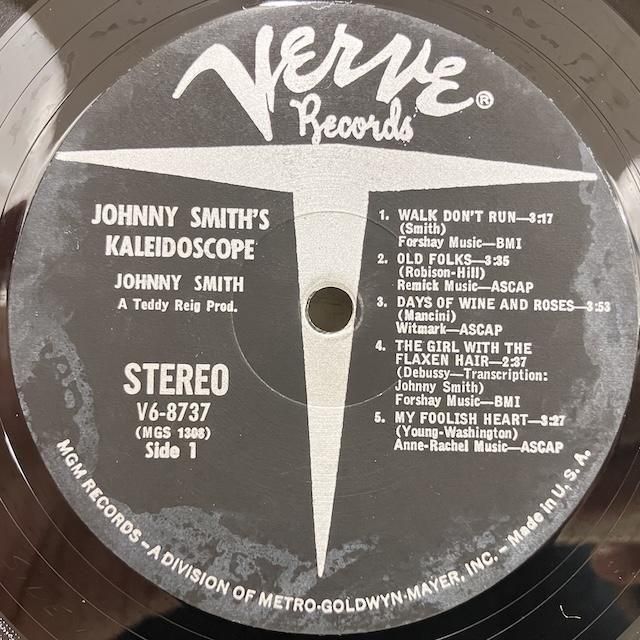 Verve®
Records
JOHNNY SMITH'S
KALEIDOSCOPE
JOHNNY SMITH
A Teddy Reig Prod.
STEREO
V6-8737
(MGS 1306)
Side 1
1. WALK DON'T RUN—3:17
(Smith)
Forshay Music—BMI
2. OLD FOLKS—3:35
(Robison-Hill)
Remick Music—ASCAP
3. DAYS OF WINE AND ROSES—3:53
(Mancini)
Witmark—ASCAP
4. THE GIRL WITH THE
FLAXEN HAIR—2:37
(Debussy—Transcription:
Johnny Smith)
Forshay Music—BMI
5. MY FOOLISH HEART—3:27
(Young-Washington)
Anne-Rachel Music—ASCAP
MGM RECORDS – A DIVISION OF METRO-GOLDWYN-MAYER, INC. – Made in U. S. A.